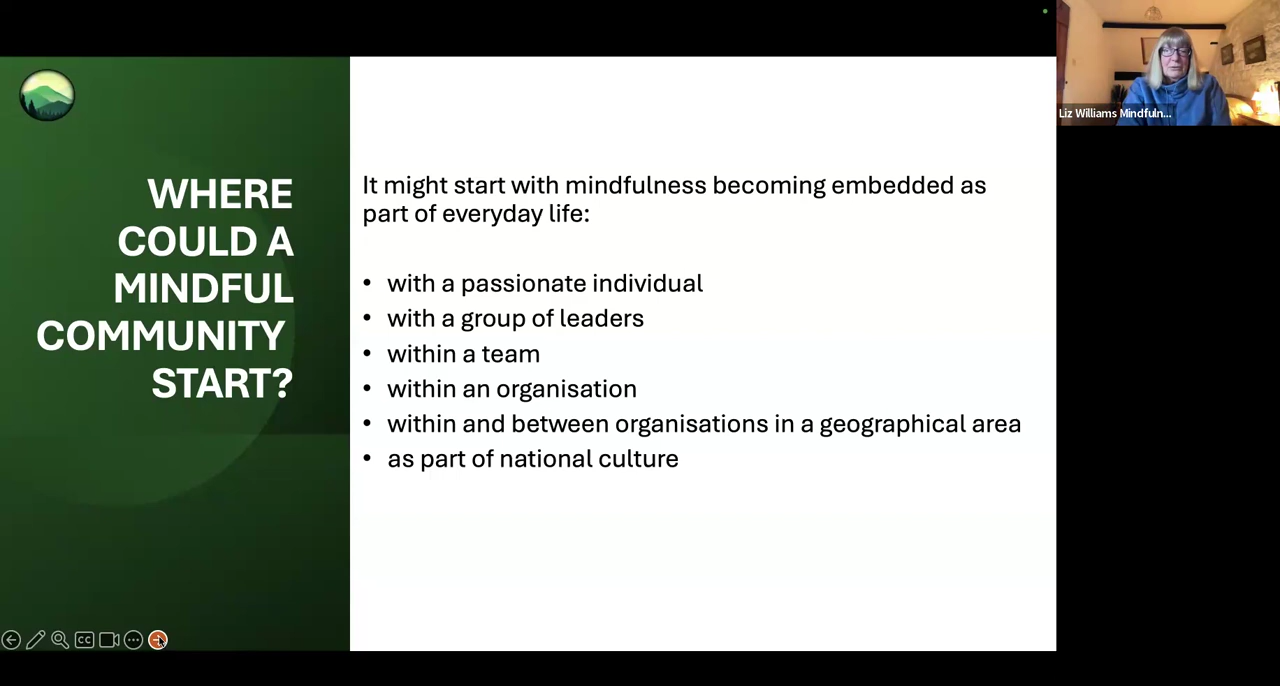 WHERE
COULD A
MINDFUL
COMMUNITY
START?
It might start with mindfulness becoming embedded as
part of everyday life:
• with a passionate individual
• with a group of leaders
• within a team
• within an organisation
• within and between organisations in a geographical area
• as part of national culture
Liz Williams Mindfuln...
CC